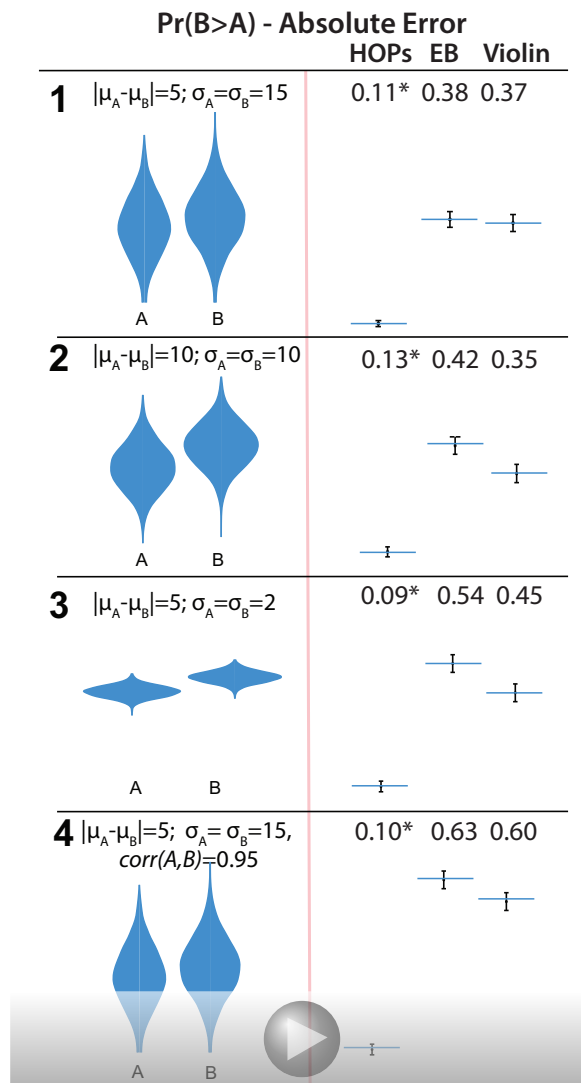 Pr(B>A) - Absolute Error
HOPs EB Violin
1 |μA-μB|=5; σA=σB=15 0.11* 0.38 0.37
A B
2 |μA-μB|=10; σA=σB=10 0.13* 0.42 0.35
A B
3 |μA-μB|=5; σA=σB=2 0.09* 0.54 0.45
A B
4 |μA-μB|=5; σA= σB=15, 0.10* 0.63 0.60
corr(A,B)=0.95
A B